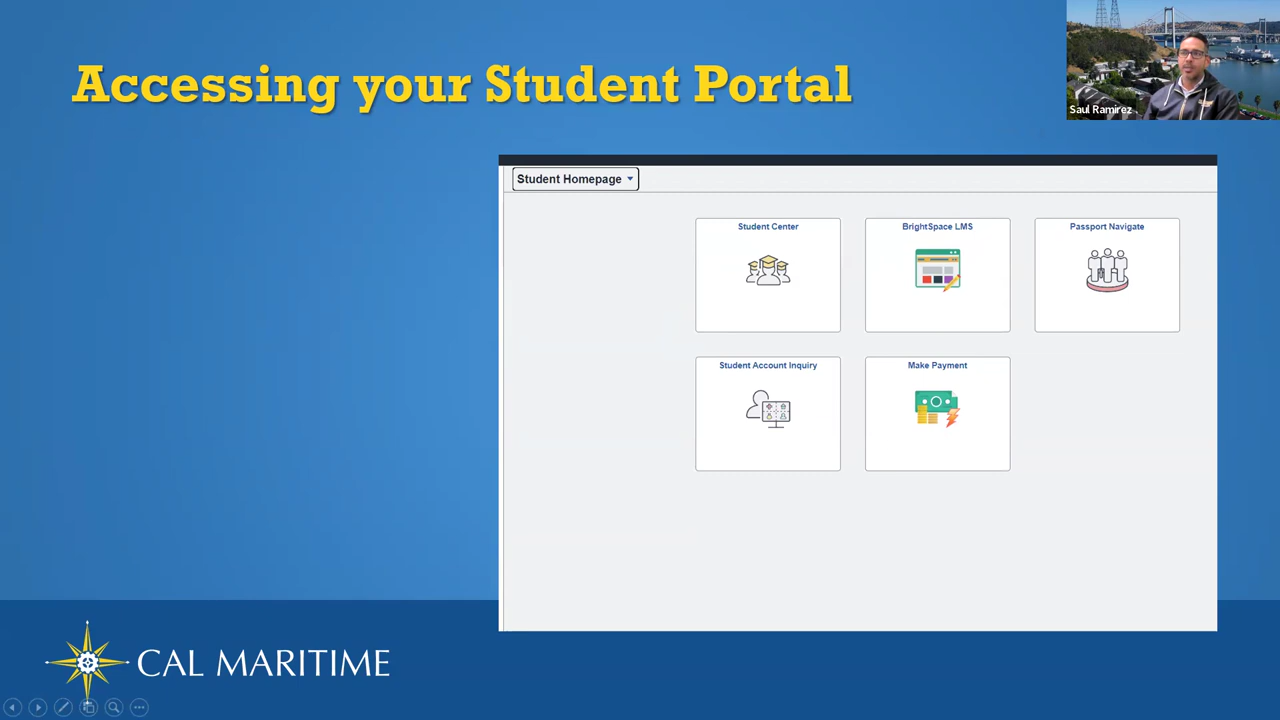 Accessing your Student Portal
Saul Ramirez
Student Homepage
Student Center
BrightSpace LMS
Passport Navigate
Student Account Inquiry
Make Payment
CAL MARITIME